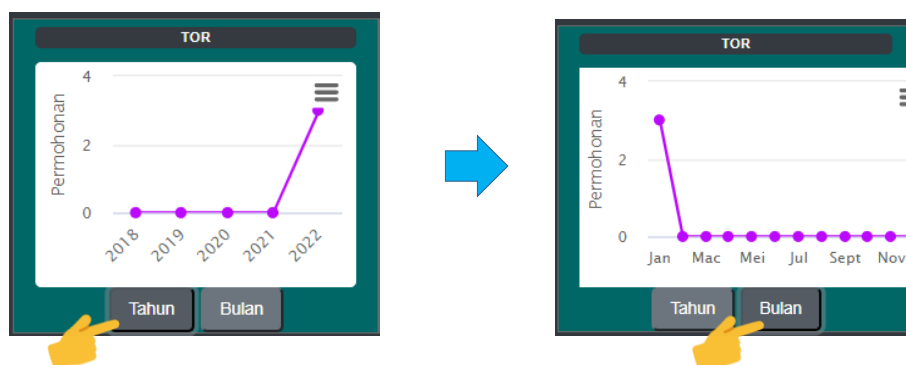 TOR
4
2
0
Permohonan
2018 2019 2020 2021 2022
Tahun Bulan
TOR
4
2
0
Permohonan
Jan Mac Mei Jul Sept Nov
Tahun Bulan